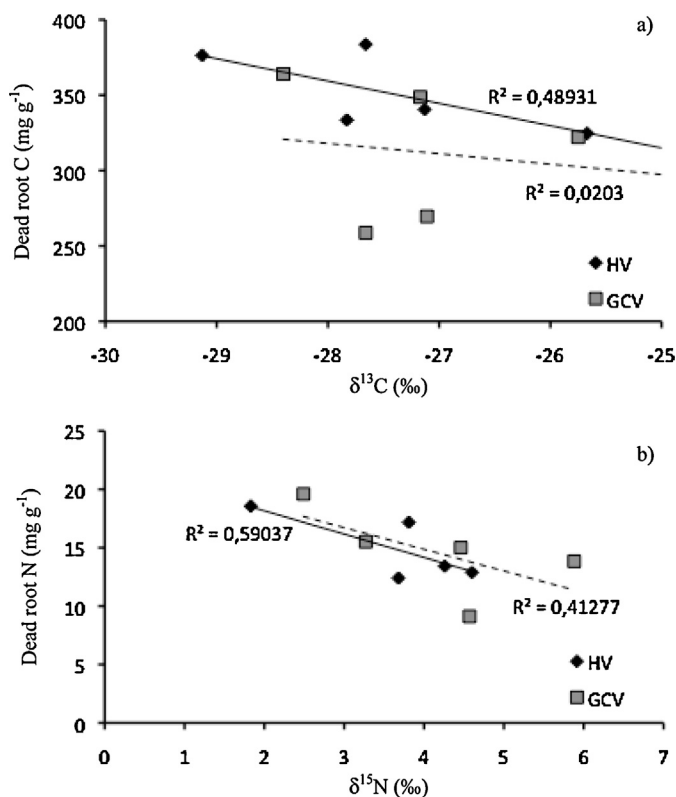 a)
400
350
300
250
200
Dead root C (mg g⁻¹)
R² = 0,48931
R² = 0,0203
HV
GCV
-30 -29 -28 -27 -26 -25
δ¹³C (‰)
b)
25
20
15
10
5
0
Dead root N (mg g⁻¹)
R² = 0,59037
R² = 0,41277
HV
GCV
0 1 2 3 4 5 6 7
δ¹⁵N (‰)